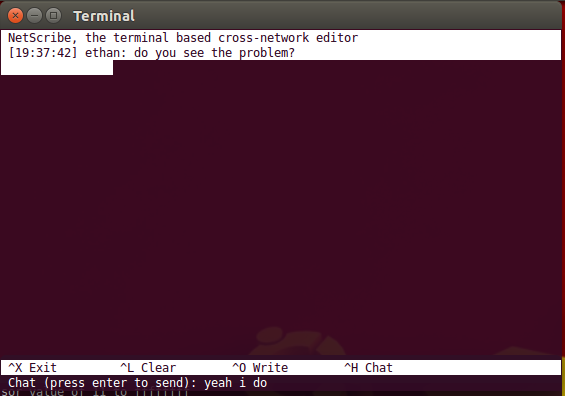 Terminal
NetScribe, the terminal based cross-network editor
[19:37:42] ethan: do you see the problem?
^X Exit ^L Clear ^O Write ^H Chat
Chat (press enter to send): yeah i do